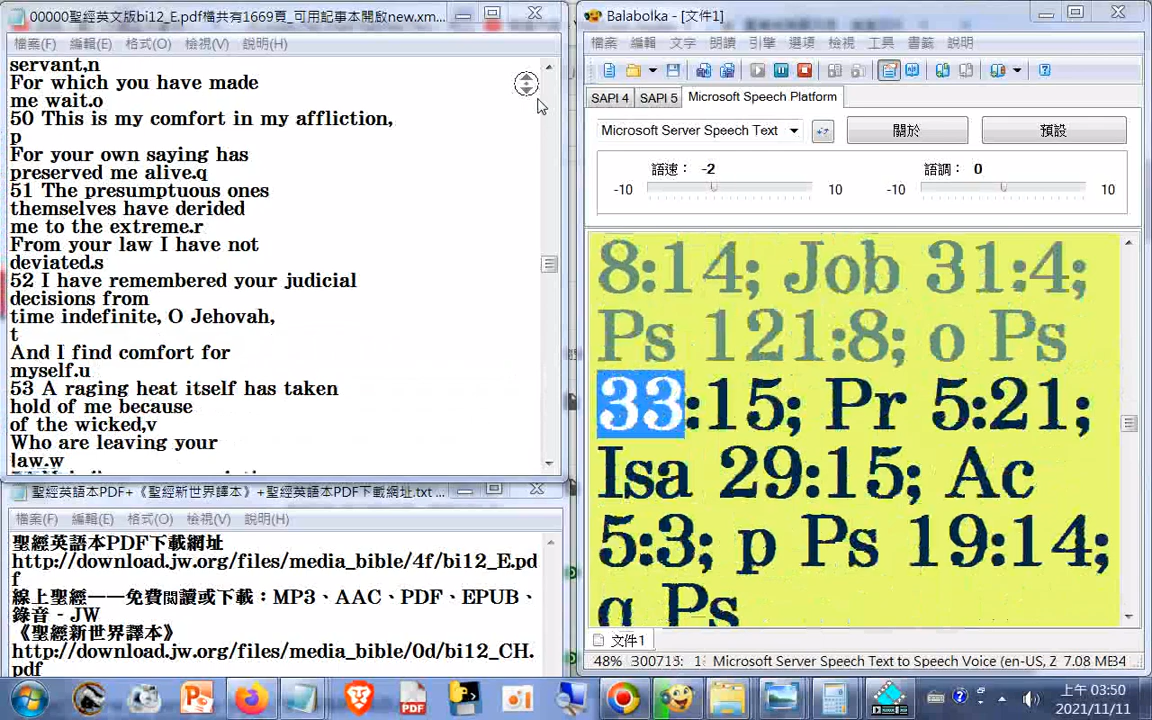 00000聖經英文版bi12_E.pdf檔共有1669頁_可用記事本開啟new.xm...
檔案(F) 編輯(E) 格式(O) 檢視(V) 說明(H)
servant,n
For which you have made
me wait.o
50 This is my comfort in my affliction,
p
For your own saying has
preserved me alive.q
51 The presumptuous ones
themselves have derided
me to the extreme.r
From your law I have not
deviated.s
52 I have remembered your judicial
decisions from
time indefinite, O Jehovah,
t
And I find comfort for
myself.u
53 A raging heat itself has taken
hold of me because
of the wicked,v
Who are leaving your
law.w
聖經英語本PDF+《聖經新世界譯本》+聖經英語本PDF下載網址.txt ...
檔案(F) 編輯(E) 格式(O) 檢視(V) 說明(H)
聖經英語本PDF下載網址
http://download.jw.org/files/media_bible/4f/bi12_E.pd
f
線上聖經——免費閱讀或下載：MP3、AAC、PDF、EPUB、
錄音 - JW
《聖經新世界譯本》
http://download.jw.org/files/media_bible/0d/bi12_CH.
pdf
Balabolka - [文件1]
檔案 編輯 文字 朗讀 引擎 選項 檢視 工具 書籤 說明
SAPI 4 SAPI 5 Microsoft Speech Platform
Microsoft Server Speech Text 關於 預設
語速： -2 語調： 0
-10 10 -10 10
8:14; Job 31:4;
Ps 121:8; o Ps
33:15; Pr 5:21;
Isa 29:15; Ac
5:3; p Ps 19:14;
q Ps
文件1
48% 300713: 1 Microsoft Server Speech Text to Speech Voice (en-US, Z 7.08 MB34
上午 03:50
2021/11/11